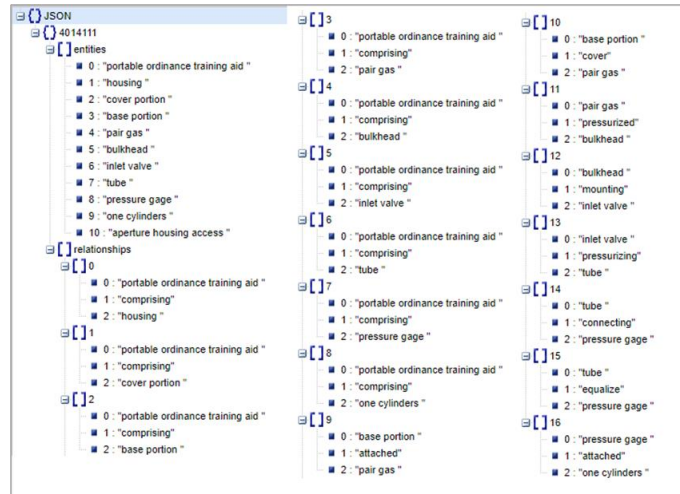 {} JSON
{} 4014111
[] entities
0 : "portable ordinance training aid "
1 : "housing "
2 : "cover portion "
3 : "base portion "
4 : "pair gas "
5 : "bulkhead "
6 : "inlet valve "
7 : "tube "
8 : "pressure gage "
9 : "one cylinders "
10 : "aperture housing access "
[] relationships
[] 0
0 : "portable ordinance training aid "
1 : "comprising"
2 : "housing "
[] 1
0 : "portable ordinance training aid "
1 : "comprising"
2 : "cover portion "
[] 2
0 : "portable ordinance training aid "
1 : "comprising"
2 : "base portion "
[] 3
0 : "portable ordinance training aid "
1 : "comprising"
2 : "pair gas "
[] 4
0 : "portable ordinance training aid "
1 : "comprising"
2 : "bulkhead "
[] 5
0 : "portable ordinance training aid "
1 : "comprising"
2 : "inlet valve "
[] 6
0 : "portable ordinance training aid "
1 : "comprising"
2 : "tube "
[] 7
0 : "portable ordinance training aid "
1 : "comprising"
2 : "pressure gage "
[] 8
0 : "portable ordinance training aid "
1 : "comprising"
2 : "one cylinders "
[] 9
0 : "base portion "
1 : "attached"
2 : "pair gas "
[] 10
0 : "base portion "
1 : "cover"
2 : "pair gas "
[] 11
0 : "pair gas "
1 : "pressurized"
2 : "bulkhead "
[] 12
0 : "bulkhead "
1 : "mounting"
2 : "inlet valve "
[] 13
0 : "inlet valve "
1 : "pressurizing"
2 : "tube "
[] 14
0 : "tube "
1 : "connecting"
2 : "pressure gage "
[] 15
0 : "tube "
1 : "equalize"
2 : "pressure gage "
[] 16
0 : "pressure gage "
1 : "attached"
2 : "one cylinders "